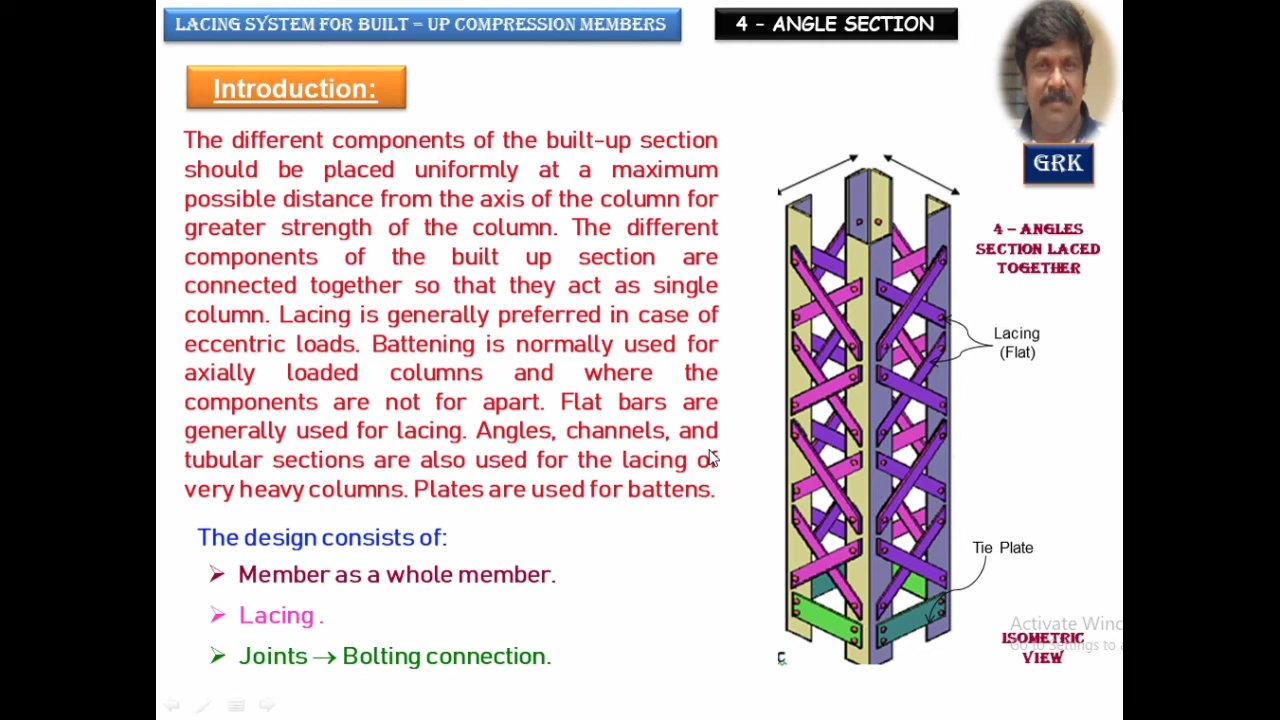 LACING SYSTEM FOR BUILT – UP COMPRESSION MEMBERS
4 – ANGLE SECTION
Introduction:
The different components of the built-up section
should be placed uniformly at a maximum
possible distance from the axis of the column for
greater strength of the column. The different
components of the built up section are
connected together so that they act as single
column. Lacing is generally preferred in case of
eccentric loads. Battening is normally used for
axially loaded columns and where the
components are not for apart. Flat bars are
generally used for lacing. Angles, channels, and
tubular sections are also used for the lacing of
very heavy columns. Plates are used for battens.
The design consists of:
➢ Member as a whole member.
➢ Lacing .
➢ Joints → Bolting connection.
GRK
4 – ANGLES
SECTION LACED
TOGETHER
Lacing
(Flat)
Tie Plate
ISOMETRIC
VIEW
Activate Winc
Go to Settings to a